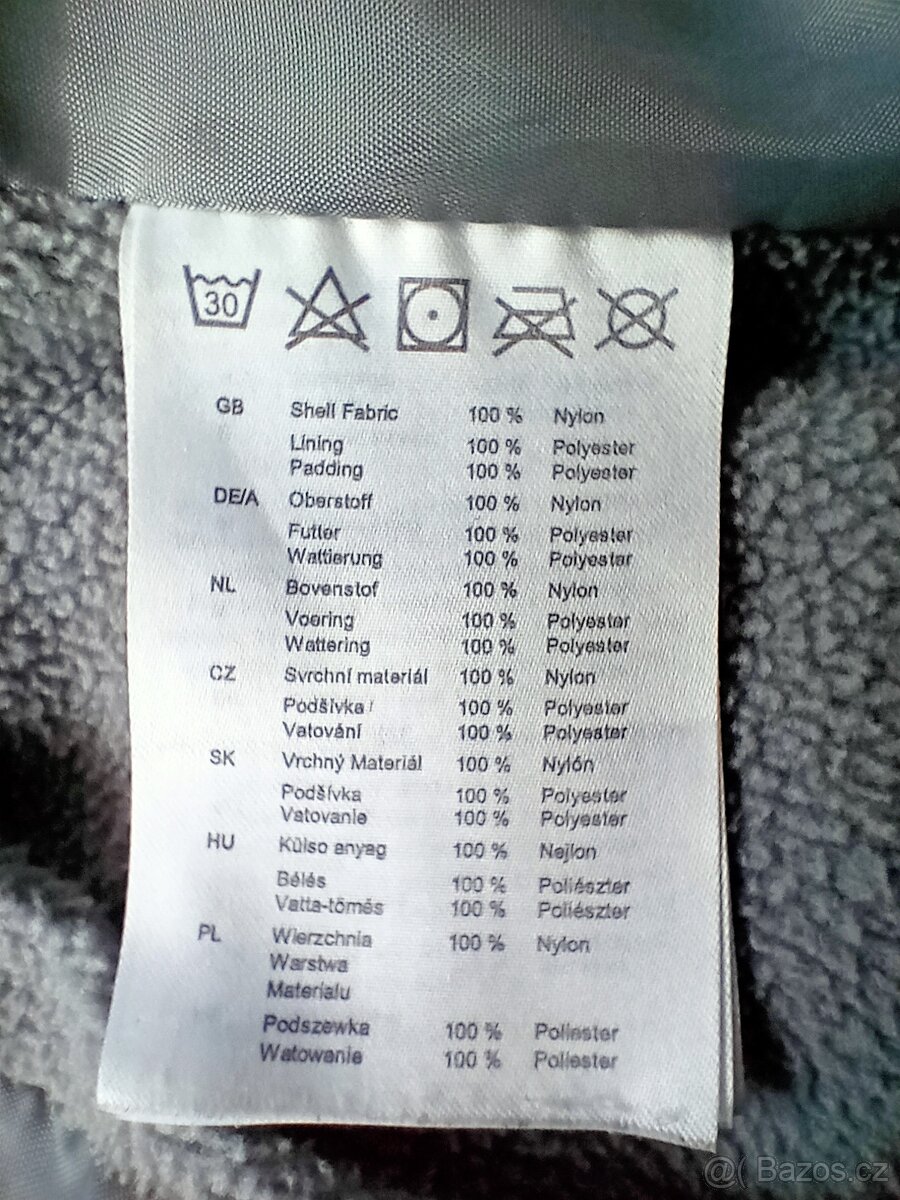 30
GB Shell Fabric 100 % Nylon
Lining 100 % Polyester
Padding 100 % Polyester
DE/A Oberstoff 100 % Nylon
Futter 100 % Polyester
Wattierung 100 % Polyester
NL Bovenstof 100 % Nylon
Voering 100 % Polyester
Wattering 100 % Polyester
CZ Svrchní materiál 100 % Nylon
Podšívka 100 % Polyester
Vatování 100 % Polyester
SK Vrchný Materiál 100 % Nylón
Podšívka 100 % Polyester
Vatovanie 100 % Polyester
HU Külso anyag 100 % Nejlon
Bélés 100 % Poliészter
Vatta-tömés 100 % Poliészter
PL Wierzchnia 100 % Nylon
Warstwa
Materialu
Podszewka 100 % Poliester
Watowanie 100 % Poliester
@( Bazos.cz